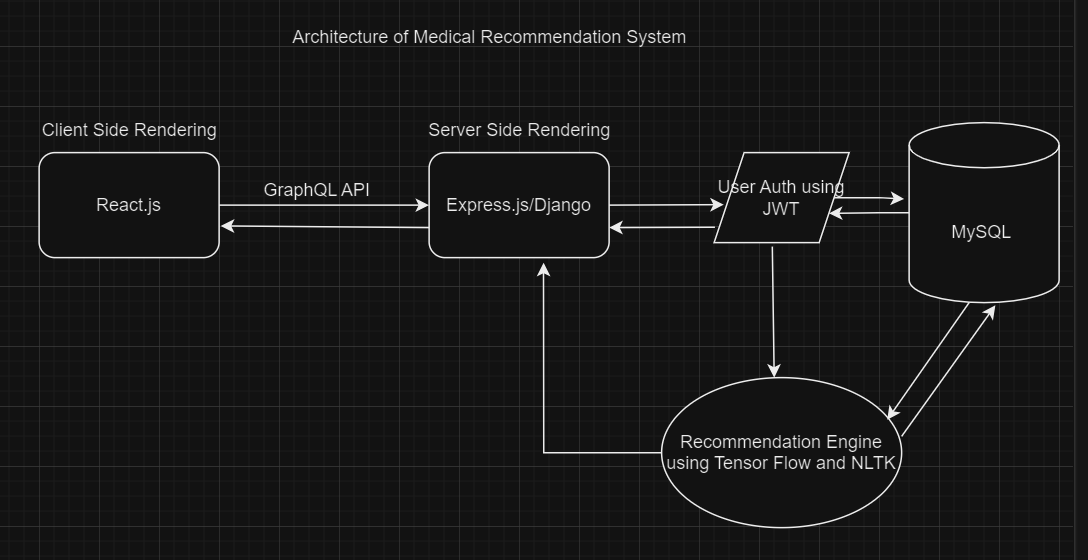 Architecture of Medical Recommendation System
Client Side Rendering
Server Side Rendering
React.js
GraphQL API
Express.js/Django
User Auth using
JWT
MySQL
Recommendation Engine
using Tensor Flow and NLTK